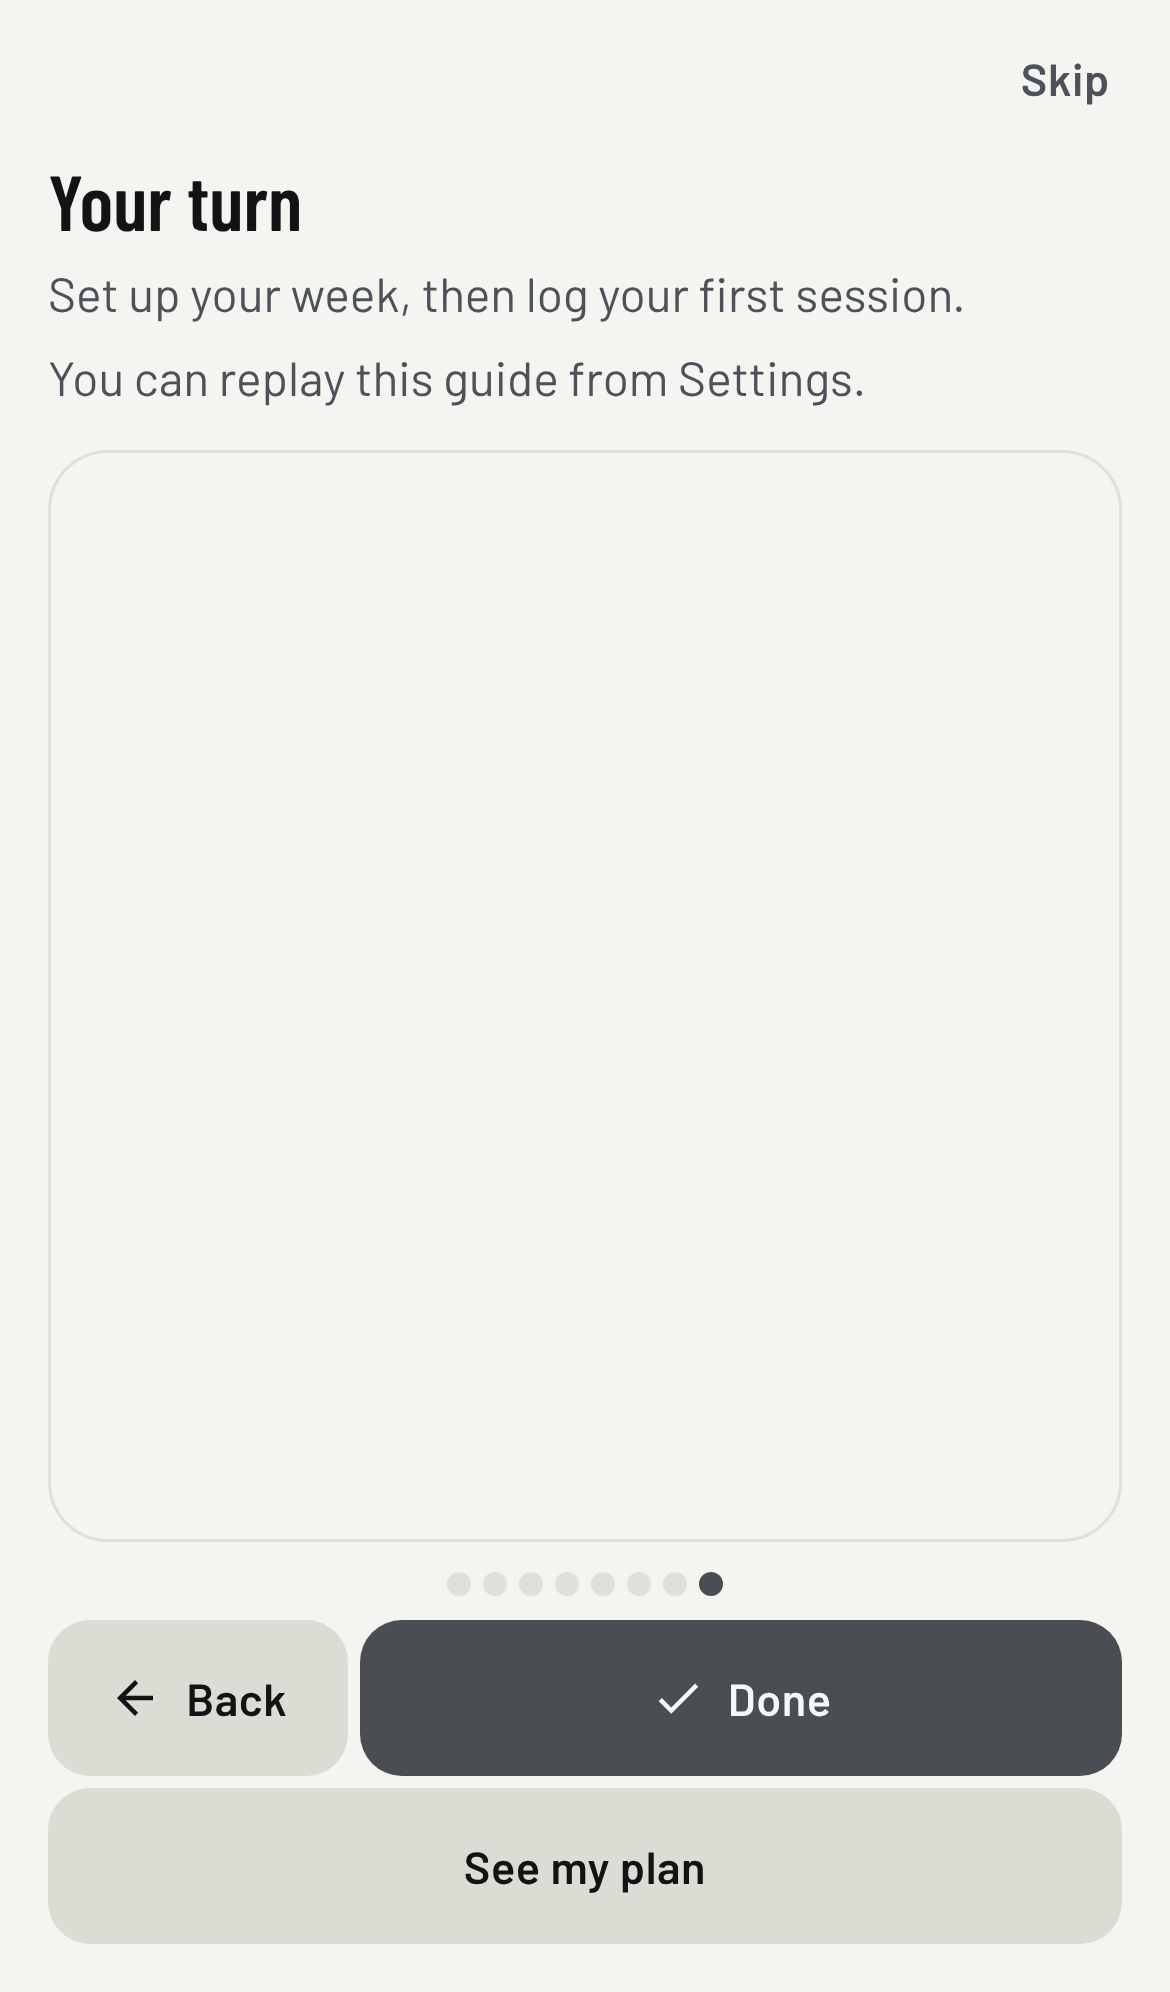 Skip
Your turn
Set up your week, then log your first session.
You can replay this guide from Settings.
Back
Done
See my plan